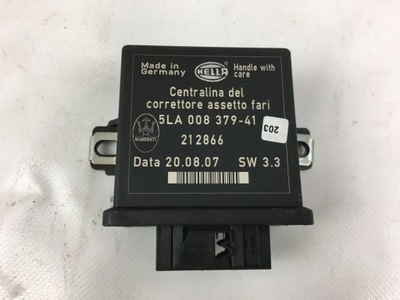 Made in
Germany
HELLA
Handle with
care
Centralina del
correttore assetto fari
5LA 008 379-41
203
212866
MASERATI
Data 20.08.07 SW 3.3